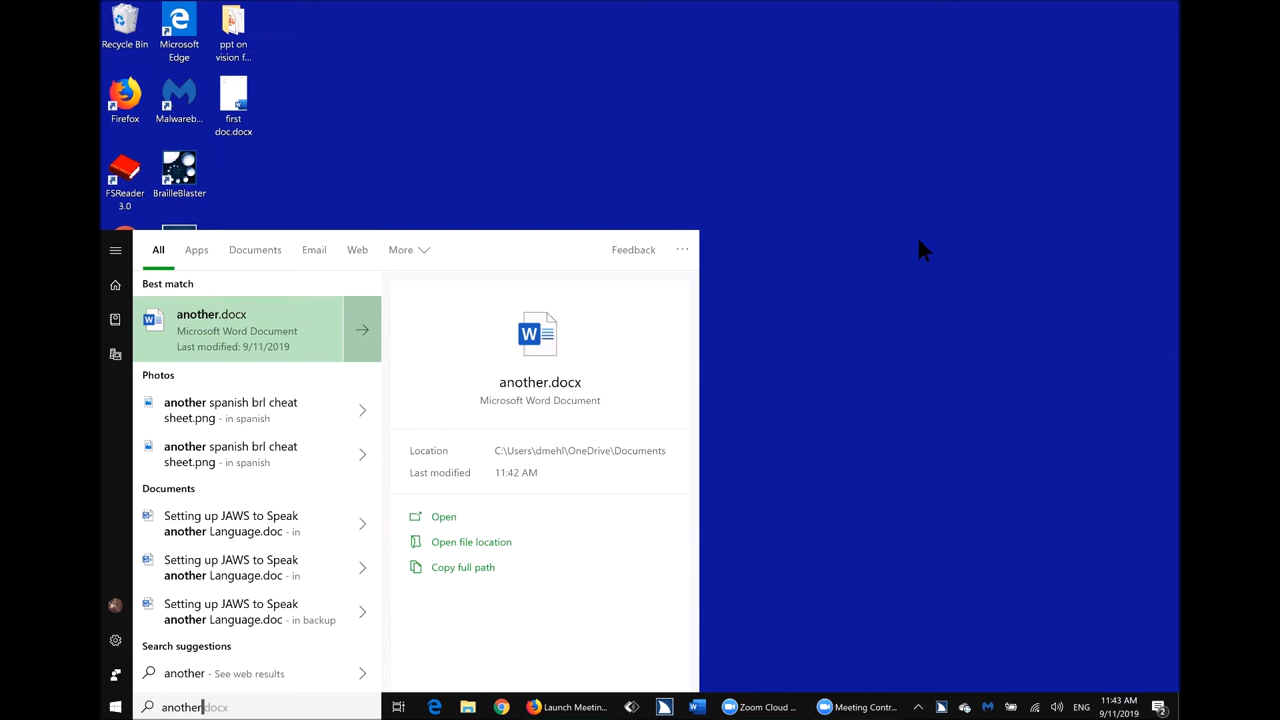 Recycle Bin
Microsoft
Edge
ppt on
vision f...
Firefox
Malwareb...
first
doc.docx
FSReader
3.0
BrailleBlaster
All
Apps
Documents
Email
Web
More
Feedback
...
Best match
another.docx
Microsoft Word Document
Last modified: 9/11/2019
Photos
another spanish brl cheat
sheet.png - in spanish
another spanish brl cheat
sheet.png - in spanish
Documents
Setting up JAWS to Speak
another Language.doc - in
Setting up JAWS to Speak
another Language.doc - in
Setting up JAWS to Speak
another Language.doc - in backup
Search suggestions
another - See web results
another.docx
Microsoft Word Document
Location C:\Users\dmehl\OneDrive\Documents
Last modified 11:42 AM
Open
Open file location
Copy full path
another.docx
Launch Meetin...
Zoom Cloud ...
Meeting Contr...
ENG
11:43 AM
9/11/2019
2